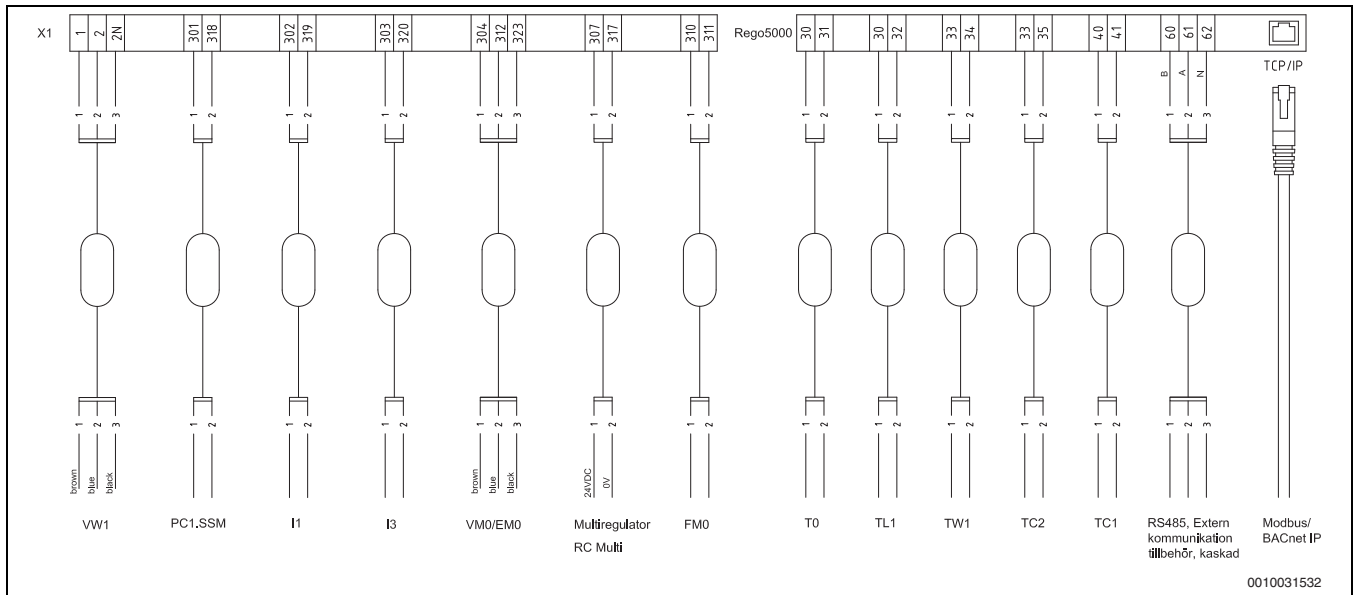 X1 1 2 2N 301 318 302 319 303 320 304 312 323 307 317 310 311 Rego5000 30 31 30 32 33 34 33 35 40 41 60 61 62
TCP/IP
B A N
1 2 3 1 2 1 2 1 2 1 2 3 1 2 1 2 1 2 1 2 1 2 1 2 1 2 1 2 3
1 2 3 1 2 1 2 1 2 1 2 3 1 2 1 2 1 2 1 2 1 2 1 2 1 2 1 2 3
brown blue black brown blue black 24VDC 0V
VW1 PC1.SSM I1 I3 VM0/EM0 Multiregulator FM0 T0 TL1 TW1 TC2 TC1 RS485, Extern Modbus/
RC Multi kommunikation BACnet IP
tillbehör, kaskad
0010031532